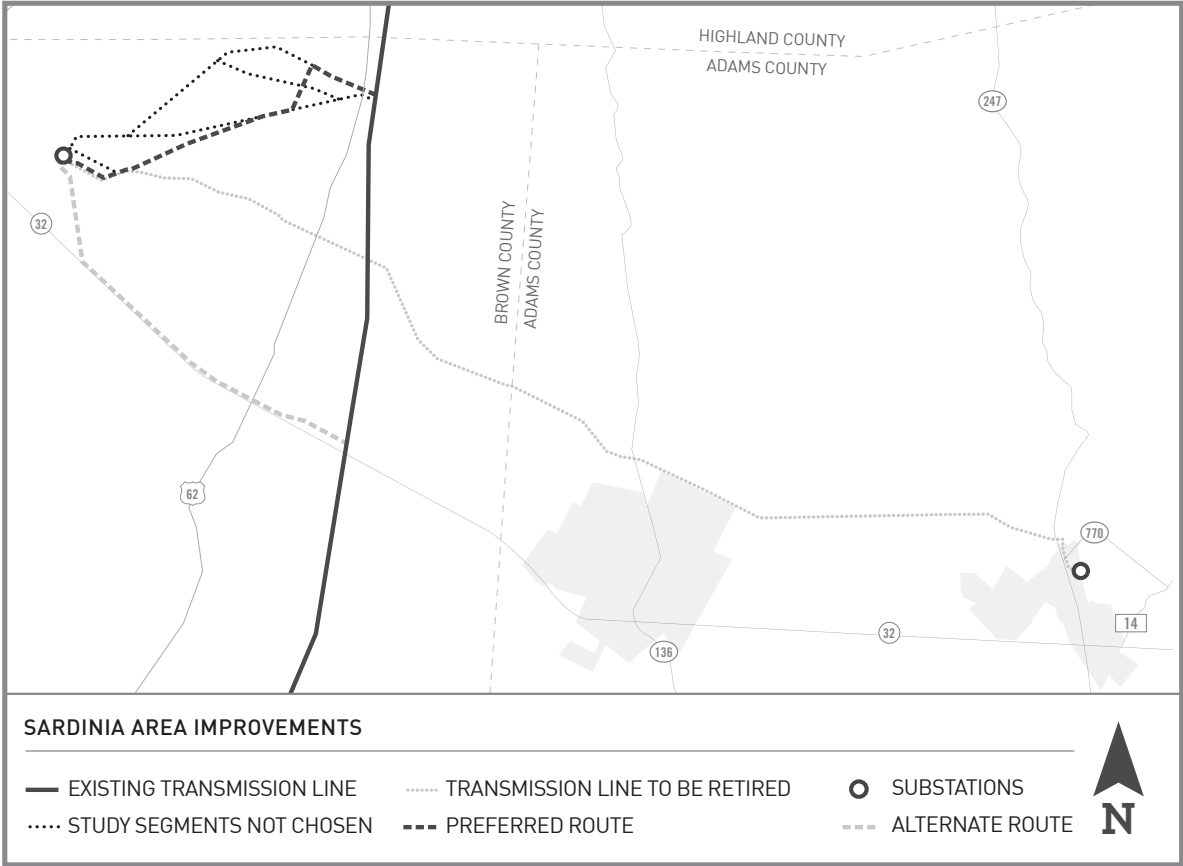 HIGHLAND COUNTY
ADAMS COUNTY
247
32
BROWN COUNTY
ADAMS COUNTY
62
770
14
32
136
SARDINIA AREA IMPROVEMENTS
EXISTING TRANSMISSION LINE
TRANSMISSION LINE TO BE RETIRED
SUBSTATIONS
STUDY SEGMENTS NOT CHOSEN
PREFERRED ROUTE
ALTERNATE ROUTE
N